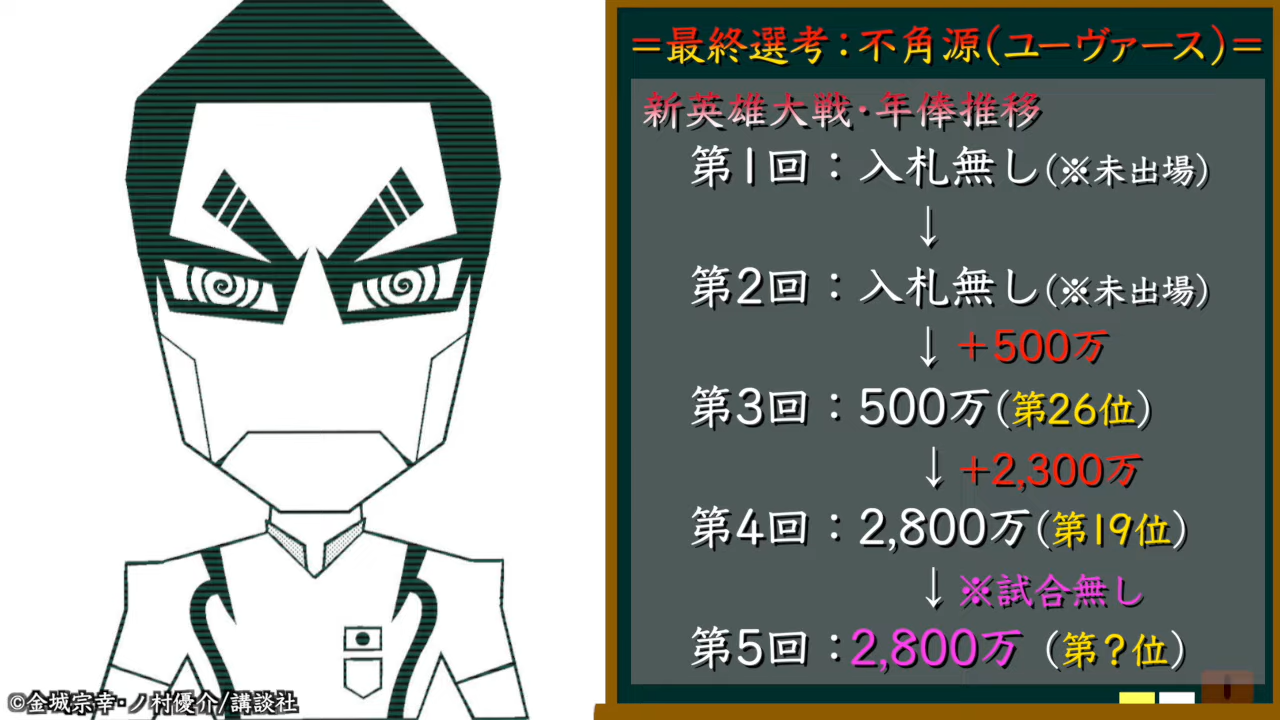 ＝最終選考：不角源(ユーヴァース)＝
新英雄大戦・年俸推移
第1回：入札無し(※未出場)
↓
第2回：入札無し(※未出場)
↓ ＋500万
第3回：500万(第26位)
↓ ＋2,300万
第4回：2,800万(第19位)
↓ ※試合無し
第5回：2,800万 (第？位)
©金城宗幸・ノ村優介/講談社